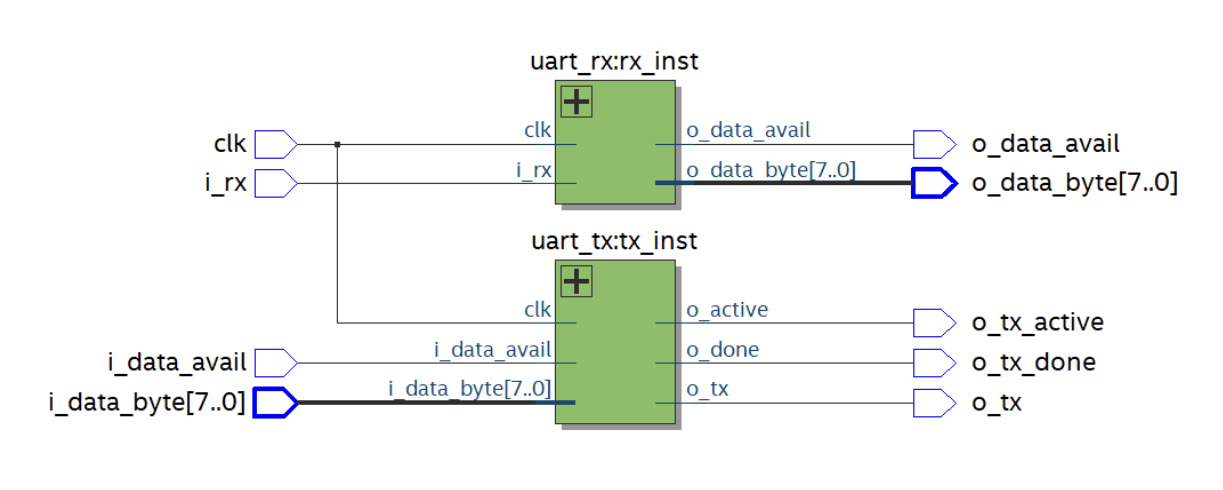 uart_rx:rx_inst
clk
clk
o_data_avail
o_data_avail
i_rx
i_rx
o_data_byte[7..0]
o_data_byte[7..0]
uart_tx:tx_inst
clk
o_active
o_tx_active
i_data_avail
i_data_avail
o_done
o_tx_done
i_data_byte[7..0]
i_data_byte[7..0]
o_tx
o_tx